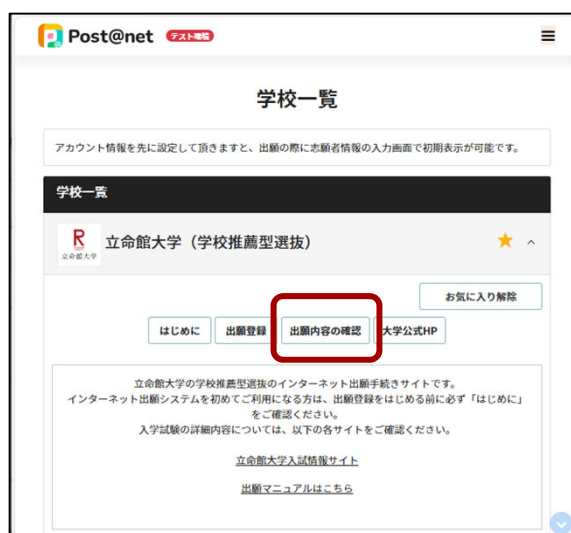 Post@net テスト環境
学校一覧
アカウント情報を先に設定して頂きますと、出願の際に志願者情報の入力画面で初期表示が可能です。
学校一覧
R
立命館大学
立命館大学（学校推薦型選抜）
お気に入り解除
はじめに 出願登録 出願内容の確認 大学公式HP
立命館大学の学校推薦型選抜のインターネット出願手続きサイトです。
インターネット出願システムを初めてご利用になる方は、出願登録をはじめる前に必ず「はじめに」
をご確認ください。
入学試験の詳細内容については、以下の各サイトをご確認ください。
立命館大学入試情報サイト
出願マニュアルはこちら